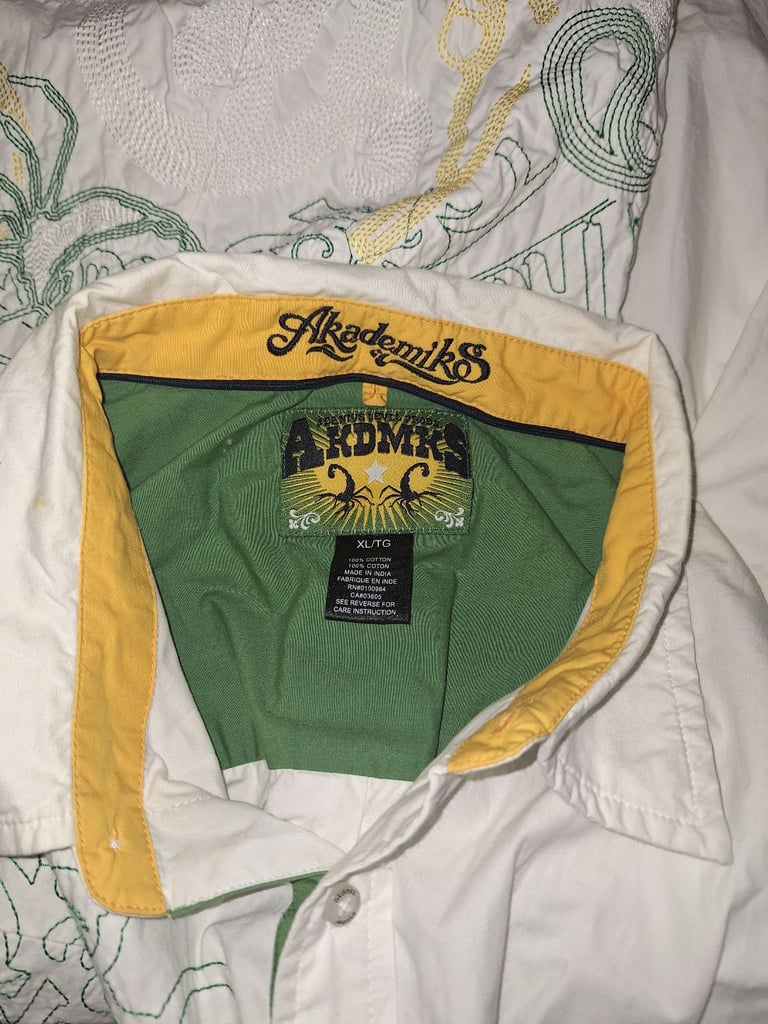 Akademiks
AKDMKS
XL/TG
100% COTTON
100% COTON
MADE IN INDIA
FABRIQUE EN INDE
RN#0100984
CA#03605
SEE REVERSE FOR
CARE INSTRUCTION